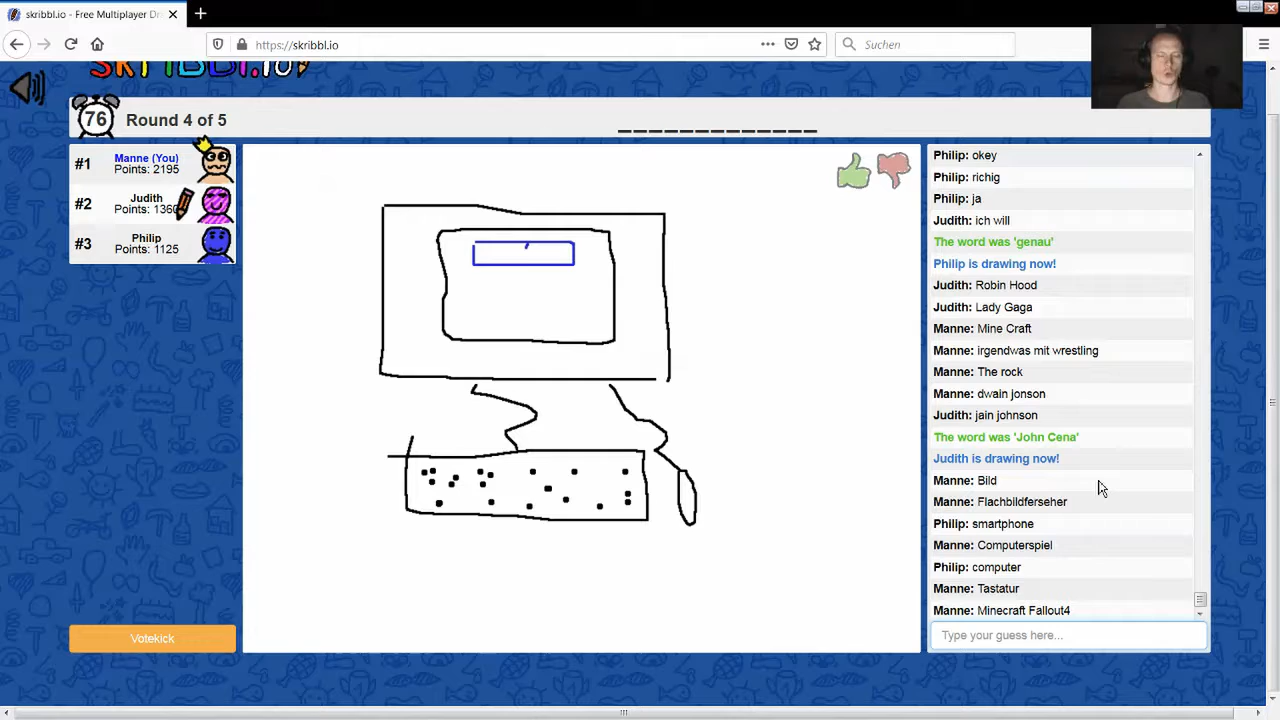 skribbl.io - Free Multiplayer Dr
https://skribbl.io
Suchen
SKRIBBL.IO
76
Round 4 of 5
_ _ _ _ _ _ _ _ _ _ _ _ _
#1
Manne (You)
Points: 2195
#2
Judith
Points: 1360
#3
Philip
Points: 1125
Votekick
Philip: okey
Philip: richig
Philip: ja
Judith: ich will
The word was 'genau'
Philip is drawing now!
Judith: Robin Hood
Judith: Lady Gaga
Manne: Mine Craft
Manne: irgendwas mit wrestling
Manne: The rock
Manne: dwain jonson
Judith: jain johnson
The word was 'John Cena'
Judith is drawing now!
Manne: Bild
Manne: Flachbildferseher
Philip: smartphone
Manne: Computerspiel
Philip: computer
Manne: Tastatur
Manne: Minecraft Fallout4
Type your guess here...